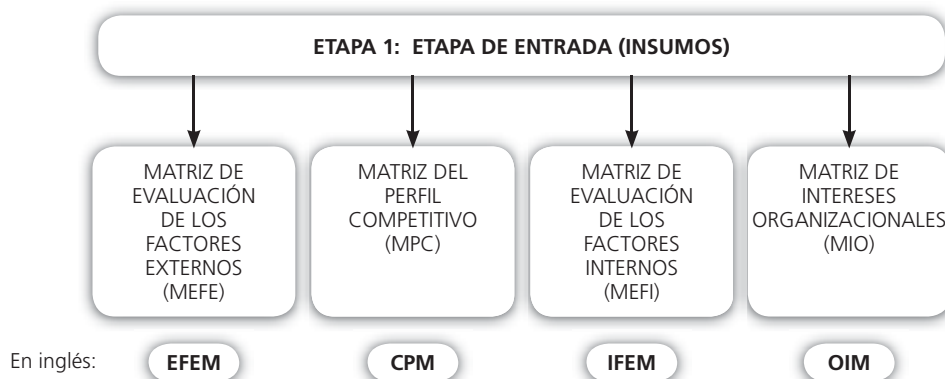 ETAPA 1: ETAPA DE ENTRADA (INSUMOS)
MATRIZ DE
EVALUACIÓN
DE LOS
FACTORES
EXTERNOS
(MEFE)
MATRIZ DEL
PERFIL
COMPETITIVO
(MPC)
MATRIZ DE
EVALUACIÓN
DE LOS
FACTORES
INTERNOS
(MEFI)
MATRIZ DE
INTERESES
ORGANIZACIONALES
(MIO)
En inglés: EFEM CPM IFEM OIM